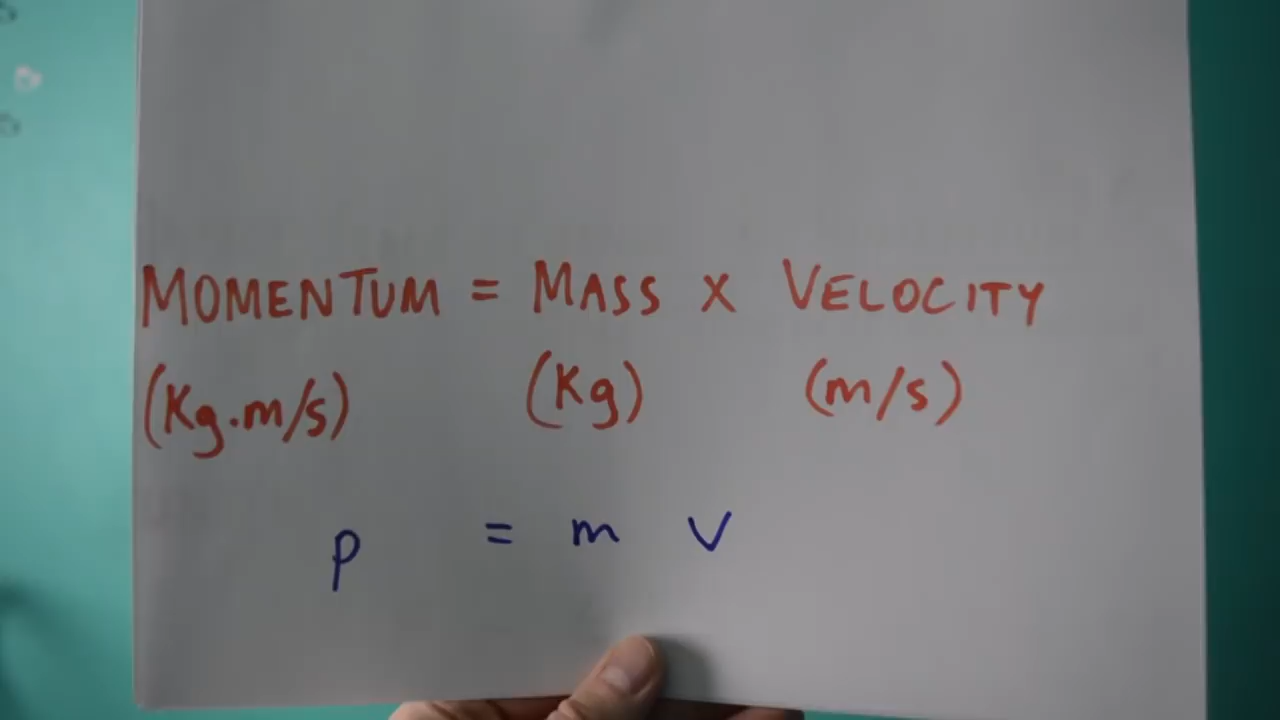 MOMENTUM = MASS x VELOCITY
(Kg.m/s) (Kg) (m/s)
p = m v